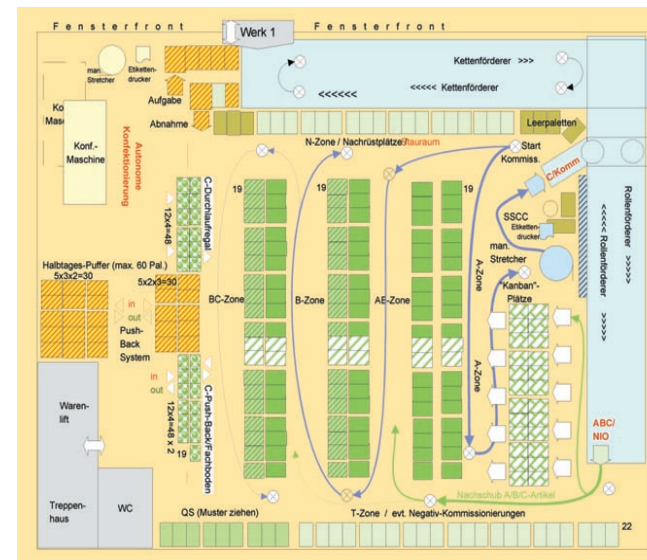 Fensterfront
Fensterfront
Werk 1
Kettenförderer >>>
<<<<< Kettenförderer
<<<<<<
man.
Stretcher
Etiketten-
drucker
Aufgabe
Abnahme
Konf.-
Maschine
Autonome
Konfektionierung
Leerpaletten
N-Zone / Nachrüstplätze/Stauraum
Start
Kommiss.
C/Komm
19
19
19
C-Durchlaufregal
12x4=48
SSCC
Etiketten-
drucker
man.
Stretcher
Rollenförderer >>>>>
<<<<< Rollenförderer >>>>>
Halbtages-Puffer (max. 60 Pal.)
5x3x2=30
5x2x3=30
BC-Zone
B-Zone
AB-Zone
A-Zone
"Kanban"-
Plätze
in
out
Push-
Back
System
A-Zone
in
out
12x4=48 x 2
C-Push-Back/Fachboden
19
Waren-
lift
ABC/
NIO
Treppen-
haus
WC
Nachschub A/B/C-Artikel
QS (Muster ziehen)
T-Zone / evt. Negativ-Kommissionierungen
22